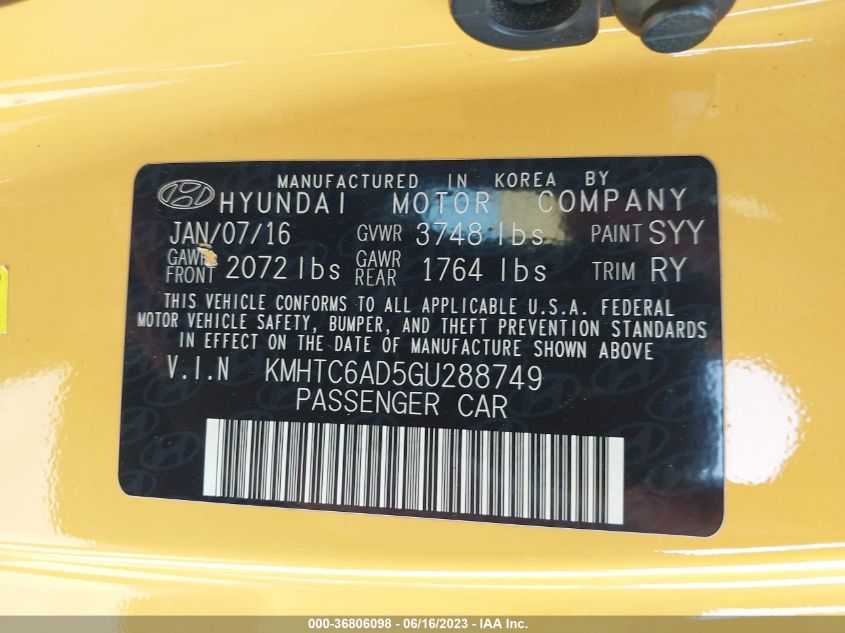 MANUFACTURED IN KOREA BY
HYUNDAI MOTOR COMPANY
JAN/07/16 GVWR 3748 lbs PAINT SYY
GAWR FRONT 2072 lbs GAWR REAR 1764 lbs TRIM RY
THIS VEHICLE CONFORMS TO ALL APPLICABLE U.S.A. FEDERAL
MOTOR VEHICLE SAFETY, BUMPER, AND THEFT PREVENTION STANDARDS
IN EFFECT ON THE DATE OF MANUFACTURE SHOWN ABOVE
V.I.N KMHTC6AD5GU288749
PASSENGER CAR
000-36806098 - 06/16/2023 - IAAI Inc.